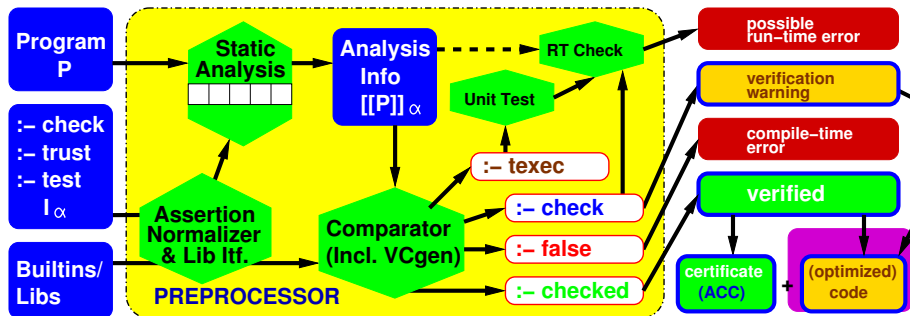 Program
P
:- check
:- trust
:- test
I α
Builtins/
Libs
Static
Analysis
Assertion
Normalizer
& Lib Itf.
PREPROCESSOR
Analysis
Info
[[P]] α
Comparator
(Incl. VCgen)
RT Check
Unit Test
:- texec
:- check
:- false
:- checked
possible
run-time error
verification
warning
compile-time
error
verified
certificate
(ACC)
+
(optimized)
code